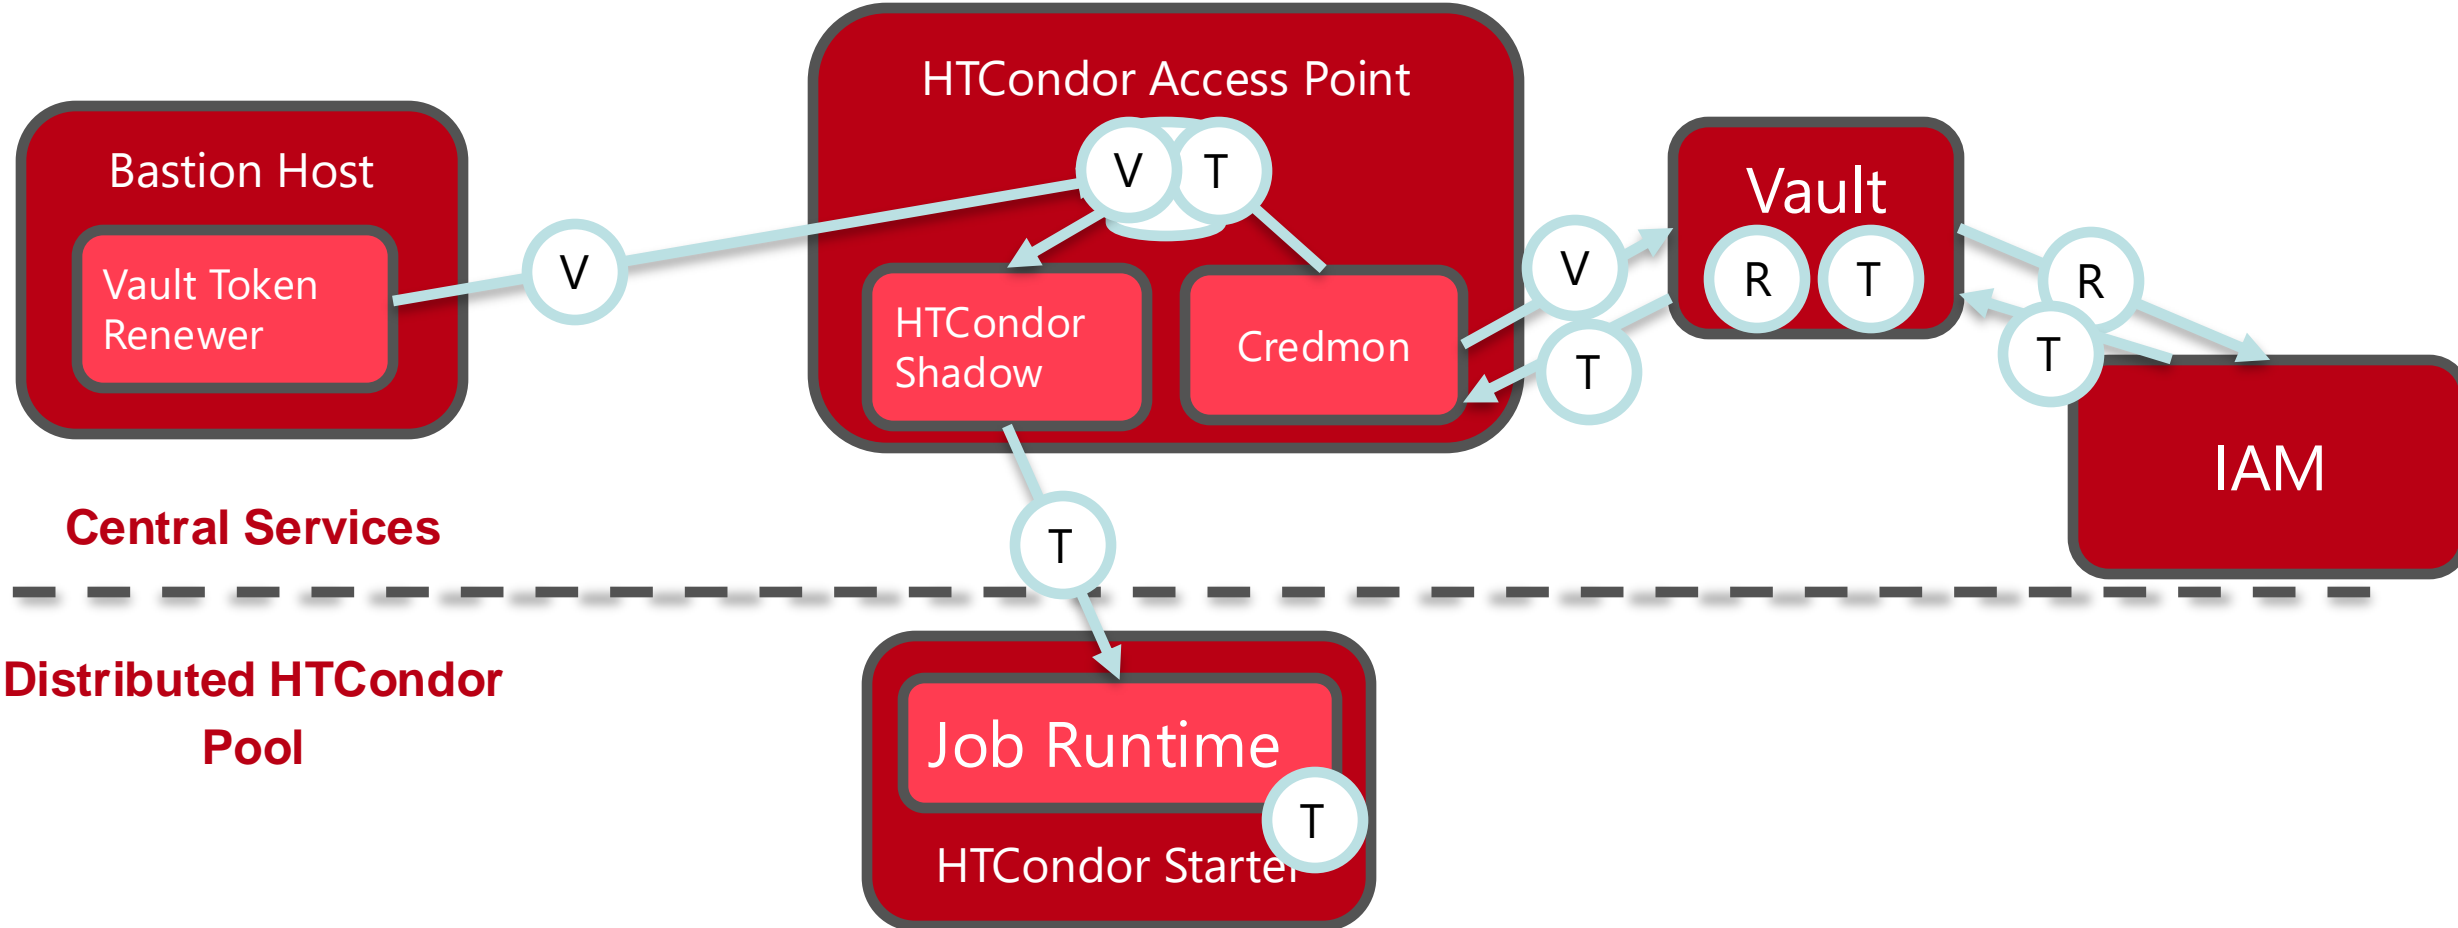 HTCondor Access Point
Bastion Host
V T
Vault
Vault Token
Renewer
V
HTCondor
Shadow
Credmon
V
T
R T
R
T
IAM
Central Services
T
Distributed HTCondor
Pool
Job Runtime
T
HTCondor Starter